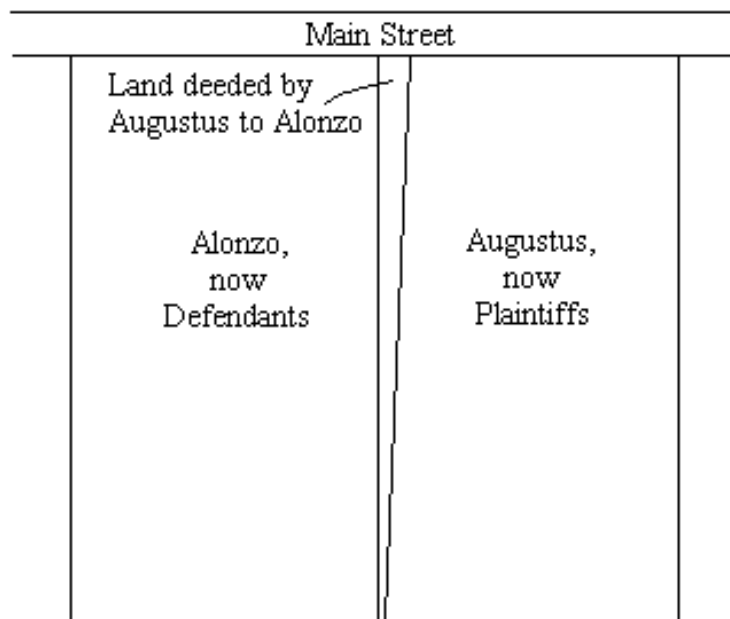 Main Street
Land deeded by
Augustus to Alonzo
Alonzo,
now
Defendants
Augustus,
now
Plaintiffs